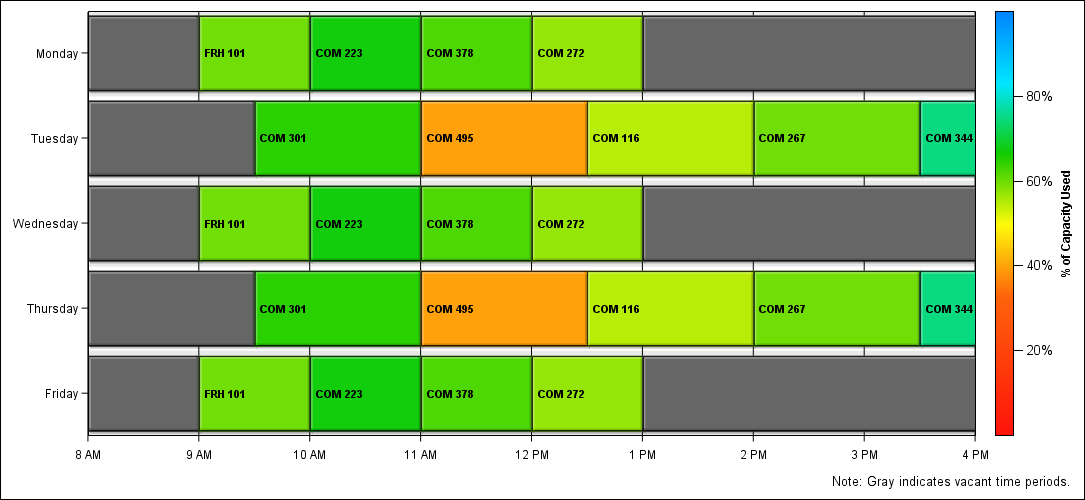 Monday FRH 101 COM 223 COM 378 COM 272
80%
Tuesday COM 301 COM 495 COM 116 COM 267 COM 344
60%
Wednesday FRH 101 COM 223 COM 378 COM 272
% of Capacity Used
40%
Thursday COM 301 COM 495 COM 116 COM 267 COM 344
20%
Friday FRH 101 COM 223 COM 378 COM 272
8 AM 9 AM 10 AM 11 AM 12 PM 1 PM 2 PM 3 PM 4 PM
Note: Gray indicates vacant time periods.